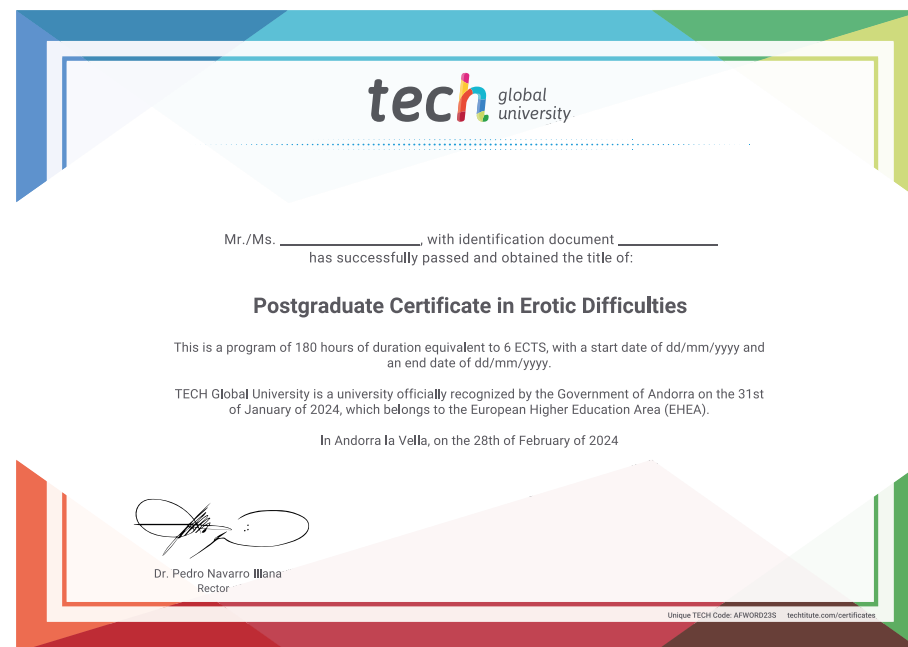 tech global
university
Mr./Ms. ____________, with identification document ________
has successfully passed and obtained the title of:
Postgraduate Certificate in Erotic Difficulties
This is a program of 180 hours of duration equivalent to 6 ECTS, with a start date of dd/mm/yyyy and
an end date of dd/mm/yyyy.
TECH Global University is a university officially recognized by the Government of Andorra on the 31st
of January of 2024, which belongs to the European Higher Education Area (EHEA).
In Andorra la Vella, on the 28th of February of 2024
Dr. Pedro Navarro Illana
Rector
Unique TECH Code: AFWORD23S techtitute.com/certificates